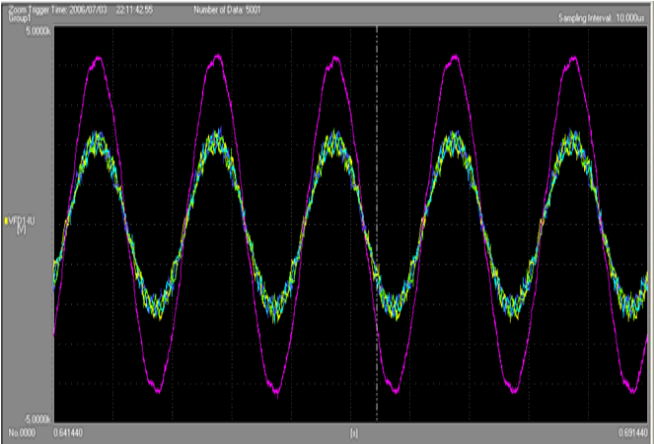 Zoom Trigger Time: 2006/07/03 22:11:42.55 Number of Data: 5001
Group1 Sampling Interval: 10.000us
5.0000k
VFD1-IU
[V]
-5.0000k
No.0000 0.641440 [s] 0.691440